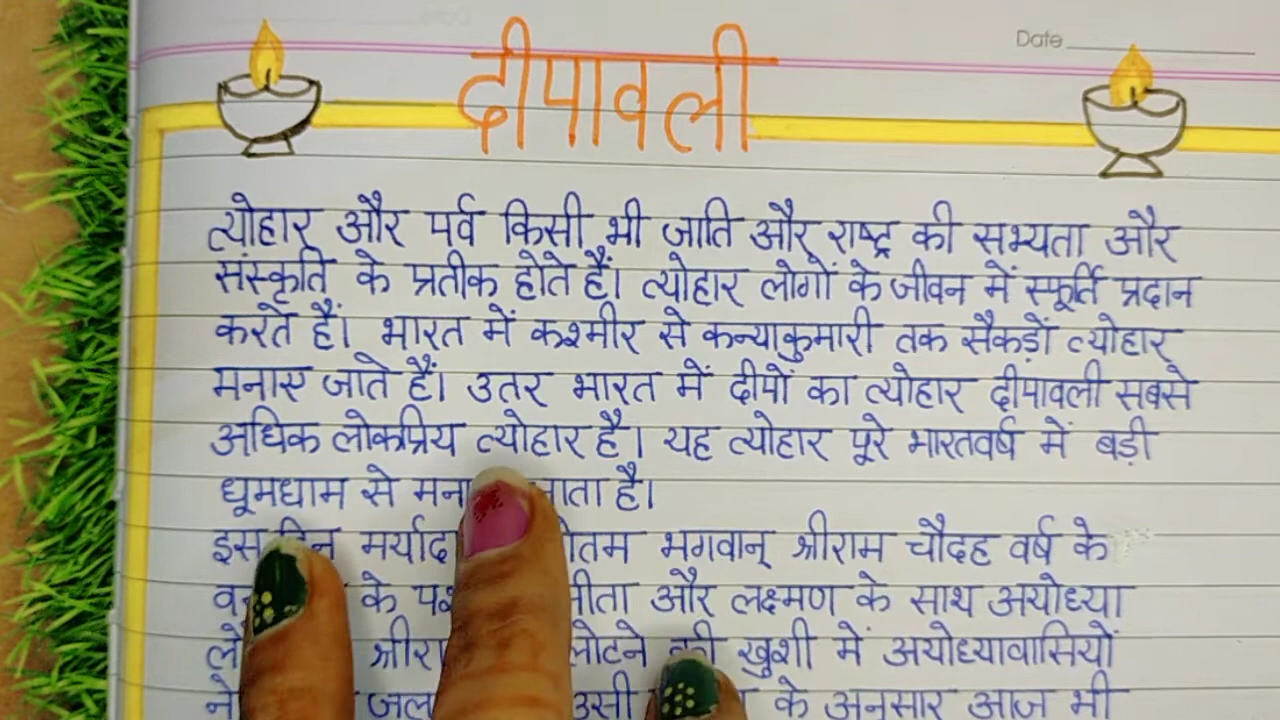 Date
दीपावली
त्योहार और पर्व किसी भी जाति और राष्ट्र की सभ्यता और
संस्कृति के प्रतीक होते हैं। त्योहार लोगों के जीवन में स्फूर्ति प्रदान
करते हैं। भारत में कश्मीर से कन्याकुमारी तक सैकड़ों त्योहार
मनाए जाते हैं। उतर भारत में दीपों का त्योहार दीपावली सबसे
अधिक लोकप्रिय त्योहार है। यह त्योहार पूरे भारतवर्ष में बड़ी
धूमधाम से जाता है।
इस मर्याद भगवान् श्रीराम चौदह वर्ष के
के और लक्ष्मण के साथ अयोध्या
लोटने की खुशी में अयोध्यावासियों
ने उसी के अनुसार आज भी